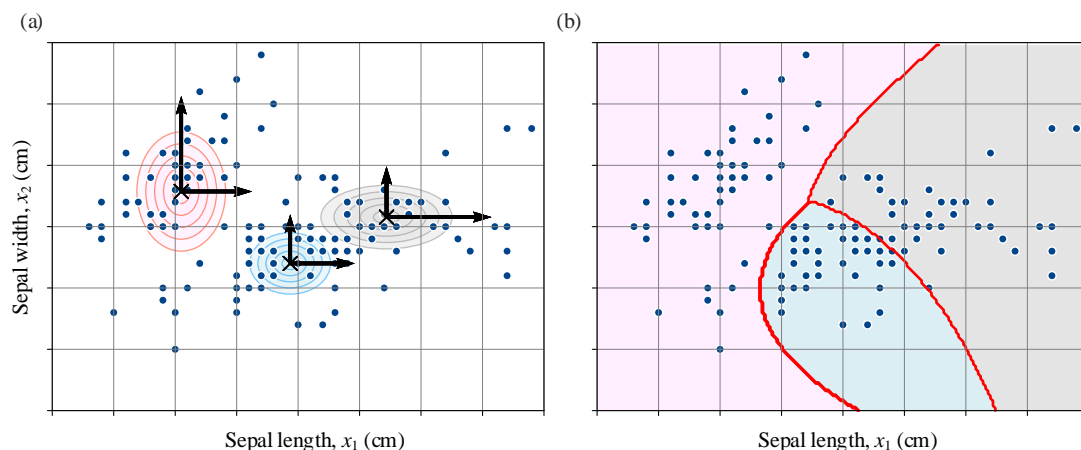 (a)
(b)
Sepal width, x₂ (cm)
Sepal length, x₁ (cm)
Sepal length, x₁ (cm)